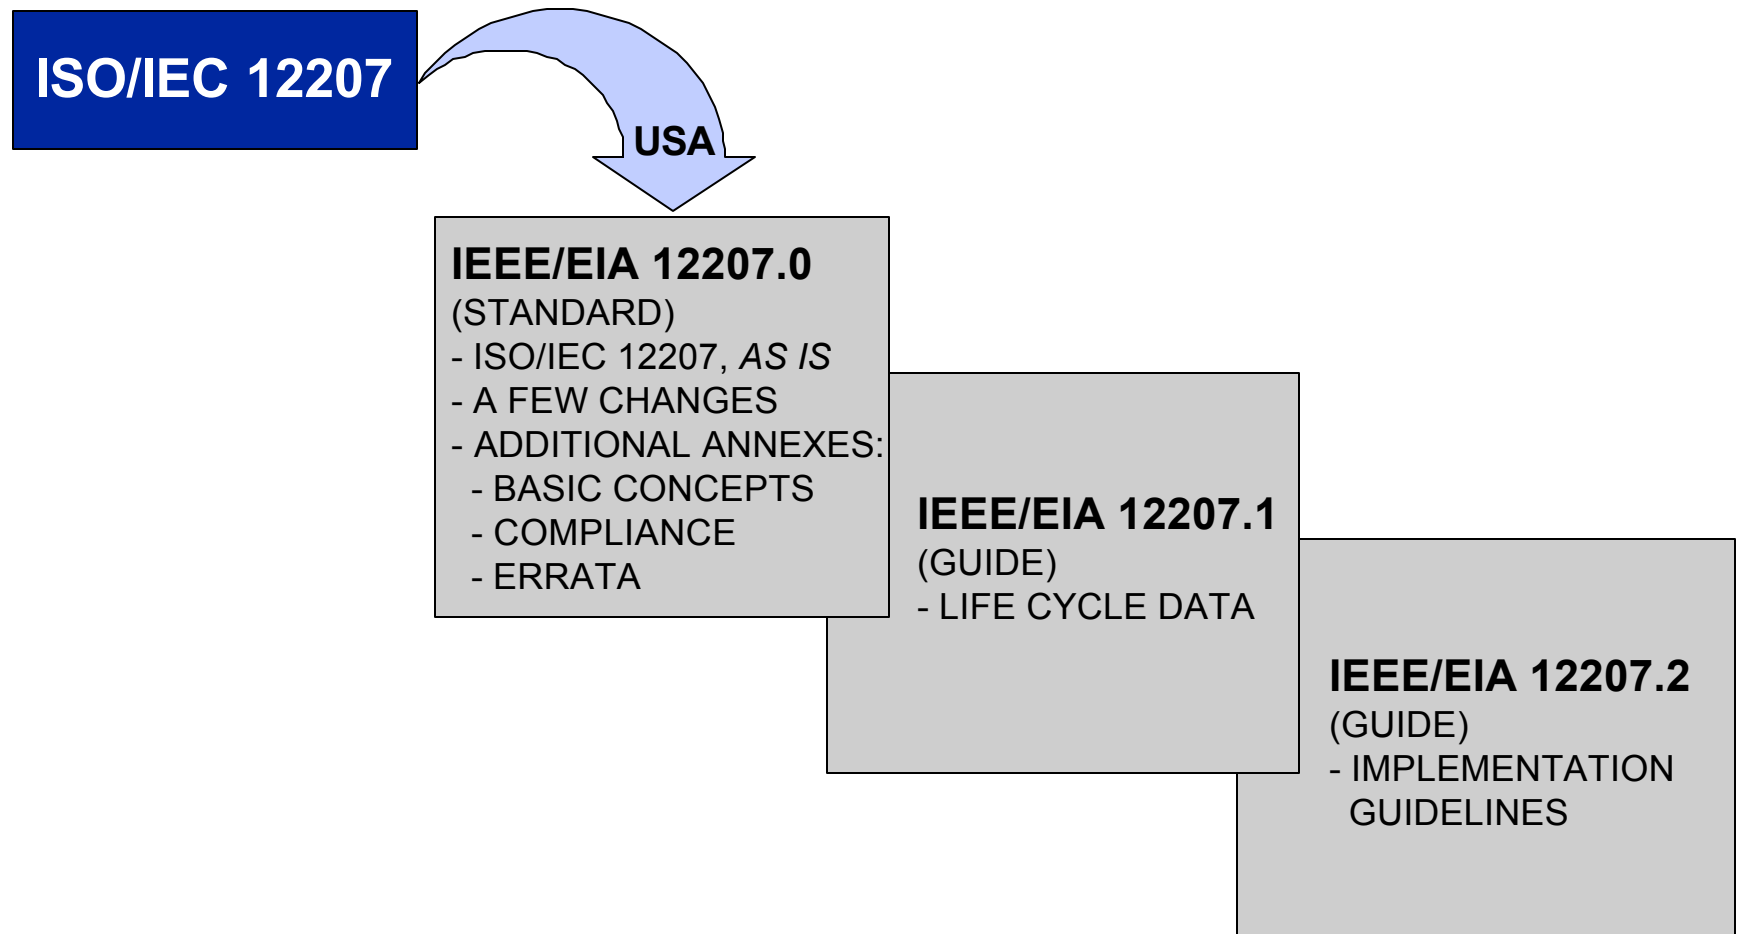 ISO/IEC 12207
USA
IEEE/EIA 12207.0
(STANDARD)
- ISO/IEC 12207, AS IS
- A FEW CHANGES
- ADDITIONAL ANNEXES:
- BASIC CONCEPTS
- COMPLIANCE
- ERRATA
IEEE/EIA 12207.1
(GUIDE)
- LIFE CYCLE DATA
IEEE/EIA 12207.2
(GUIDE)
- IMPLEMENTATION
GUIDELINES